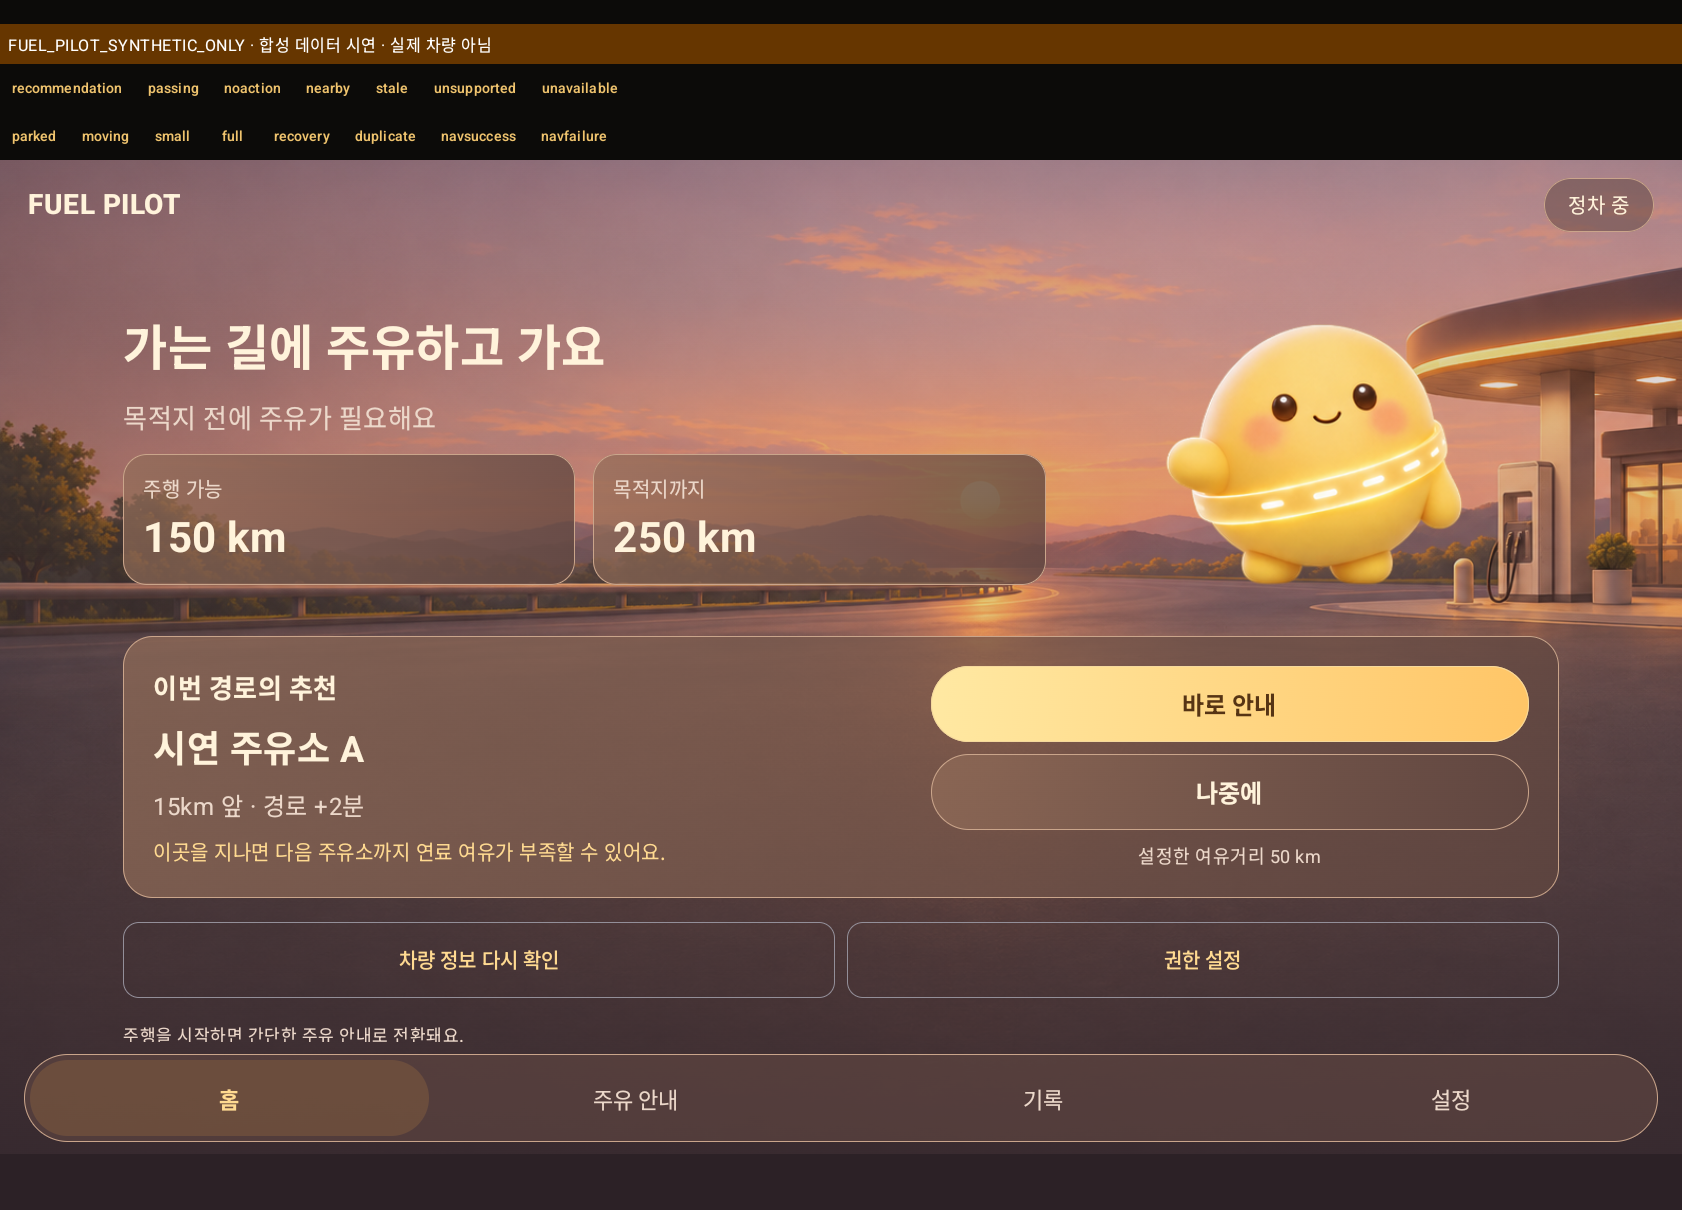 FUEL_PILOT_SYNTHETIC_ONLY · 합성 데이터 시연 · 실제 차량 아님
recommendation passing noaction nearby stale unsupported unavailable
parked moving small full recovery duplicate navsuccess navfailure
FUEL PILOT
정차 중
가는 길에 주유하고 가요
목적지 전에 주유가 필요해요
주행 가능
150 km
목적지까지
250 km
이번 경로의 추천
시연 주유소 A
15km 앞 · 경로 +2분
이곳을 지나면 다음 주유소까지 연료 여유가 부족할 수 있어요.
바로 안내
나중에
설정한 여유거리 50 km
차량 정보 다시 확인
권한 설정
주행을 시작하면 간단한 주유 안내로 전환돼요.
홈
주유 안내
기록
설정